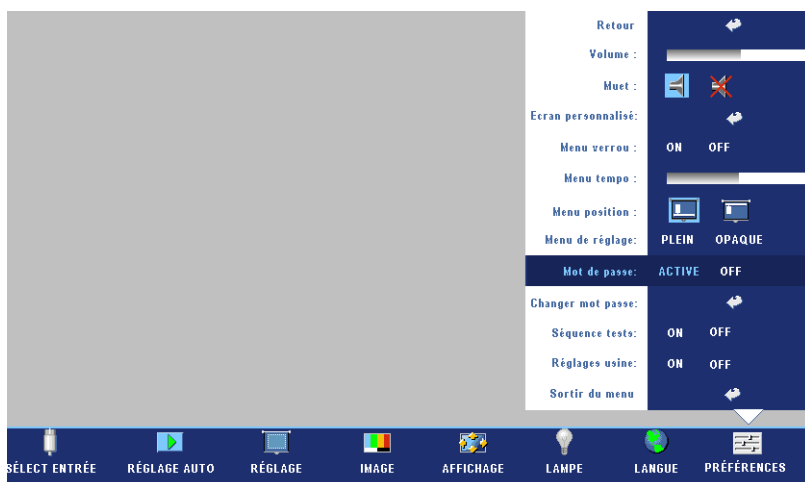 Retour
Volume :
Muet :
Ecran personnalisé:
Menu verrou : ON OFF
Menu tempo :
Menu position :
Menu de réglage: PLEIN OPAQUE
Mot de passe: ACTIVE OFF
Changer mot passe:
Séquence tests: ON OFF
Réglages usine: ON OFF
Sortir du menu
SÉLECT ENTRÉE RÉGLAGE AUTO RÉGLAGE IMAGE AFFICHAGE LAMPE LANGUE PRÉFÉRENCES